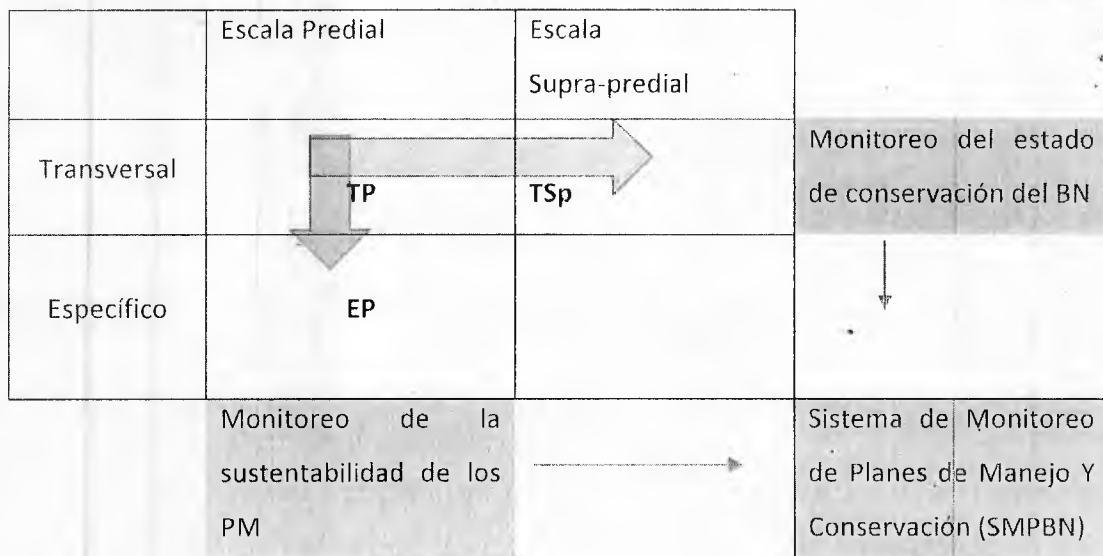 Escala Predial
Escala
Supra-predial
Transversal
TP
TSp
Monitoreo del estado
de conservación del BN
Específico
EP
Monitoreo de la
sustentabilidad de los
PM
Sistema de Monitoreo
de Planes de Manejo Y
Conservación (SMPBN)